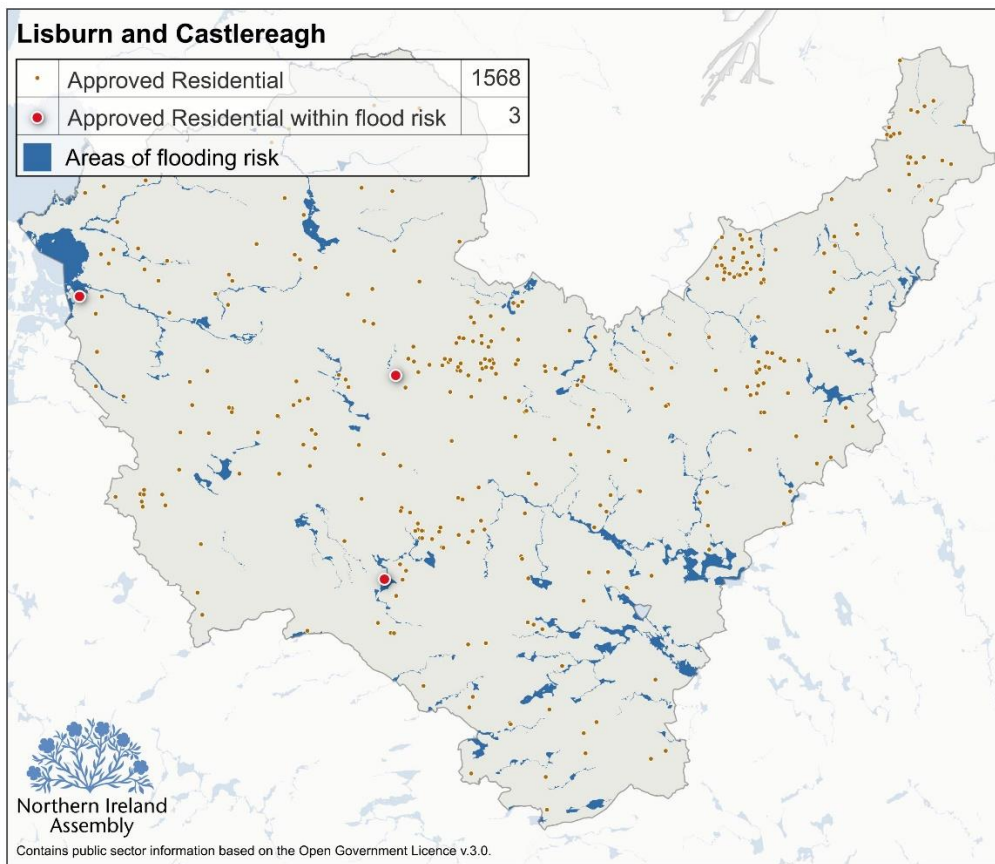 Lisburn and Castlereagh
Approved Residential 1568
Approved Residential within flood risk 3
Areas of flooding risk
Northern Ireland
Assembly
Contains public sector information based on the Open Government Licence v.3.0.